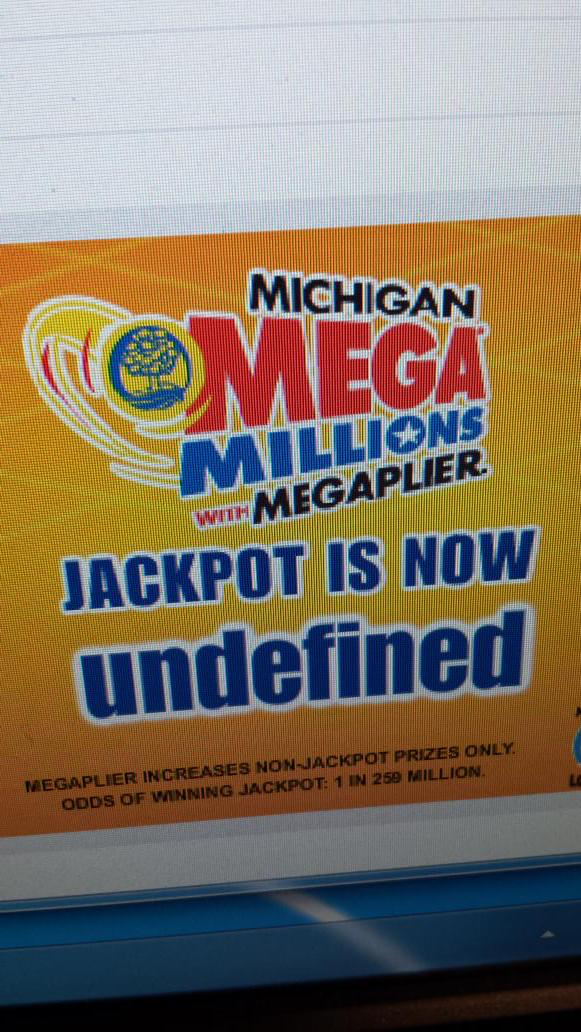 MICHIGAN
MEGA
MILLIONS
WITH MEGAPLIER.
JACKPOT IS NOW
undefined
MEGAPLIER INCREASES NON-JACKPOT PRIZES ONLY.
ODDS OF WINNING JACKPOT: 1 IN 259 MILLION.